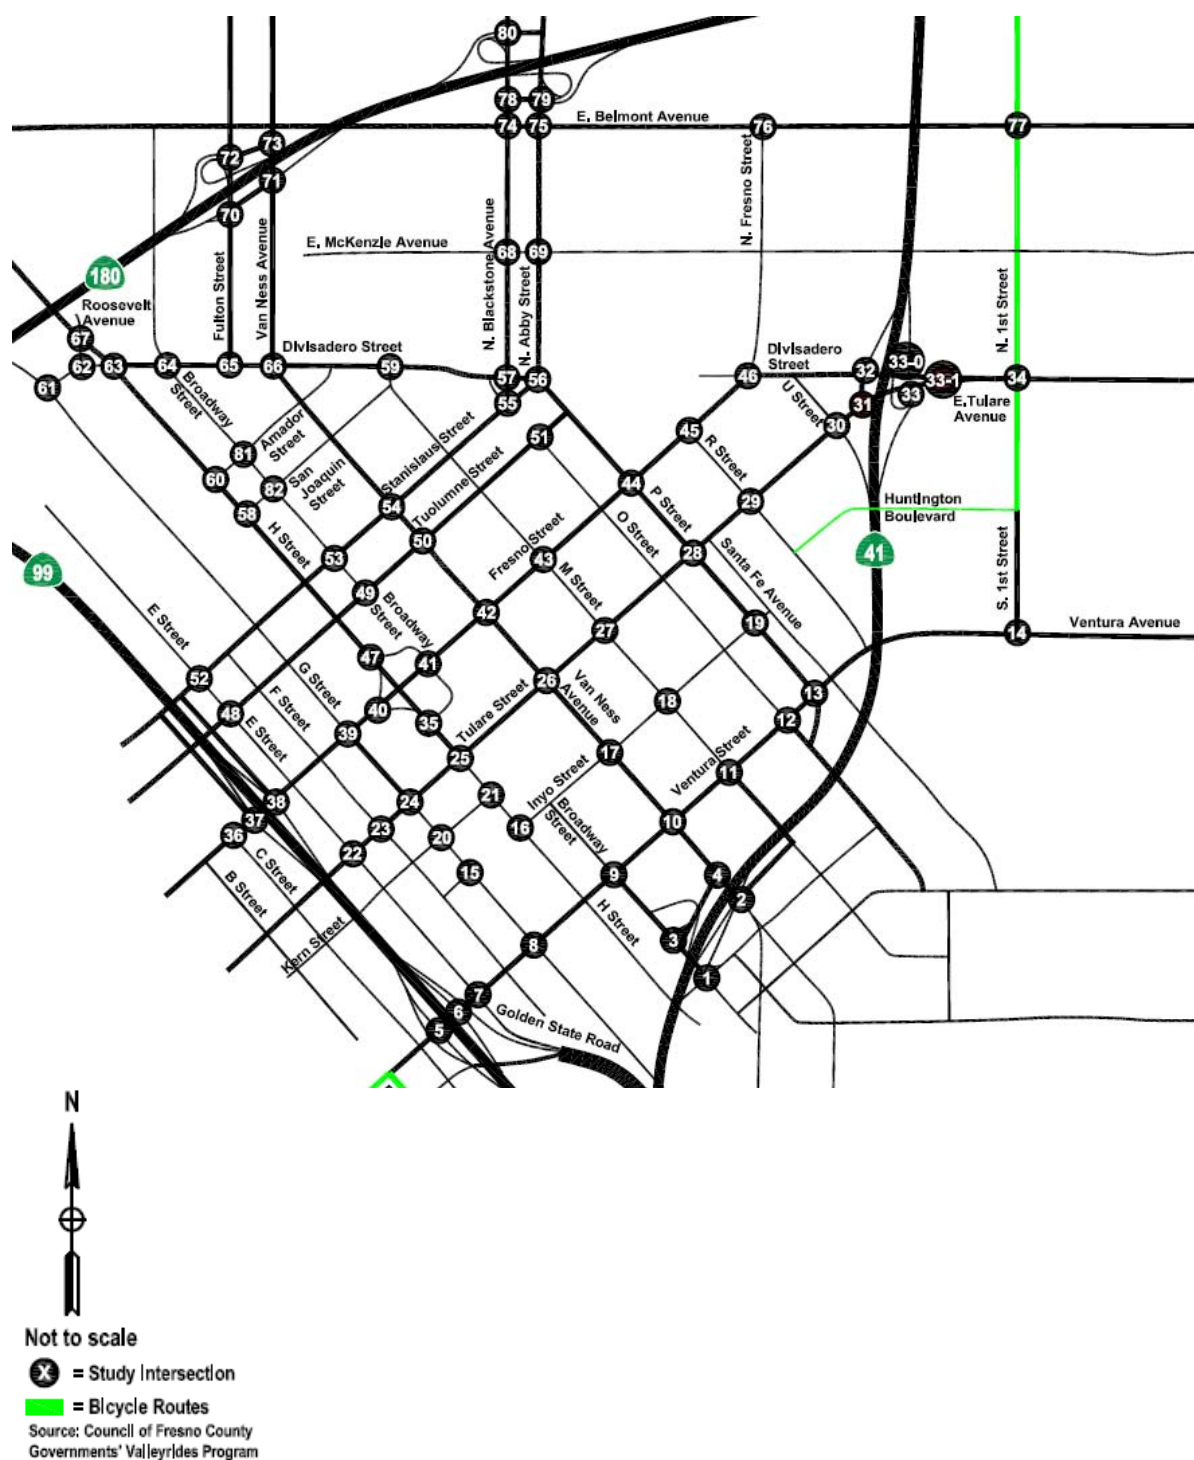 80
78
79
E. Belmont Avenue
74
75
76
77
73
72
71
70
N. Fresno Street
Van Ness Avenue
Fulton Street
E. McKenzie Avenue
N. Blackstone Avenue
68
69
N. Abby Street
N. 1st Street
180
Roosevelt
Avenue
67
62
63
64
65
66
Divisadero Street
59
57
56
55
46
Divisadero
Street
32
33-0
33-1
33
34
E.Tulare
Avenue
31
30
U Street
61
Broadway
Street
Amador
Street
81
60
82
San
Joaquin
Street
58
H Street
Stanislaus Street
51
Tuolumne Street
45
R Street
44
P Street
O Street
29
Huntington
Boulevard
41
S. 1st Street
54
50
53
49
Broadway
Street
Fresno Street
43
M Street
28
Santa Fe Avenue
99
E Street
42
27
19
14
Ventura Avenue
52
48
47
41
40
39
35
G Street
F Street
E Street
Tulare Street
26
Van Ness
Avenue
18
13
12
25
17
Ventura Street
11
Inyo Street
Broadway
Street
38
37
36
24
23
22
21
20
16
10
15
9
4
2
C Street
B Street
Kern Street
H Street
8
3
1
7
6
5
Golden State Road
N
Not to scale
X = Study Intersection
= Bicycle Routes
Source: Council of Fresno County
Governments' Valleyrides Program